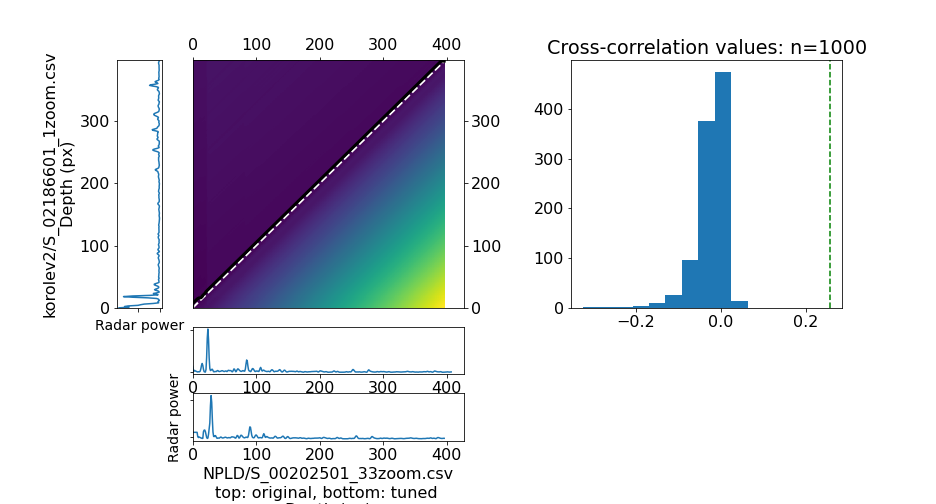 0 100 200 300 400
Cross-correlation values: n=1000
korolev2/S_02186601_1zoom.csv
Depth (px)
300
200
100
0
300
200
100
0
400
300
200
100
0
−0.2 0.0 0.2
Radar power
0 100 200 300 400
Radar power
0 100 200 300 400
NPLD/S_00202501_33zoom.csv
top: original, bottom: tuned